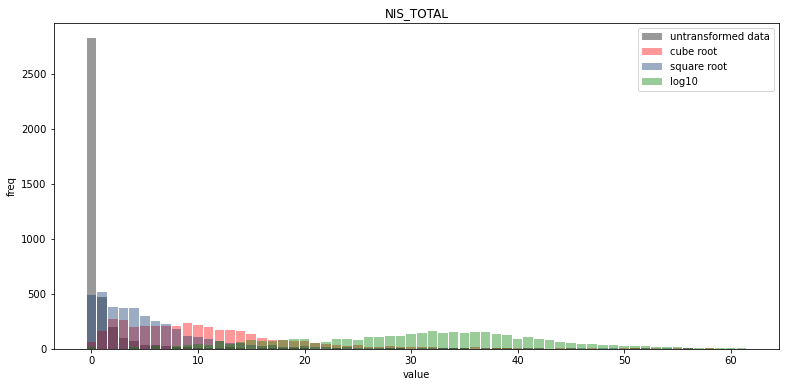 NIS_TOTAL
untransformed data
cube root
square root
log10
freq
2500
2000
1500
1000
500
0
0 10 20 30 40 50 60
value